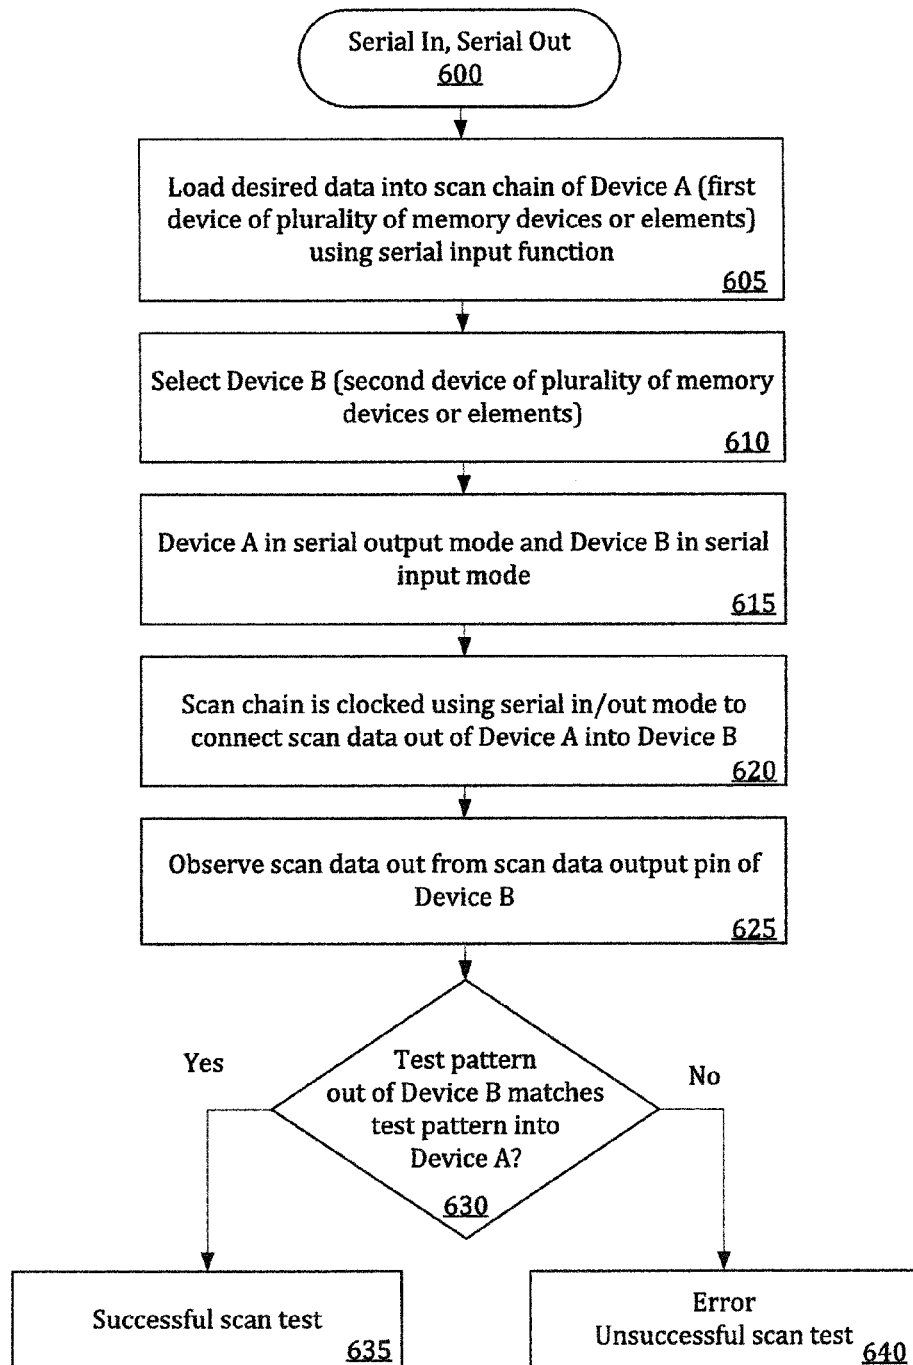 Serial In, Serial Out
600
Load desired data into scan chain of Device A (first
device of plurality of memory devices or elements)
using serial input function
605
Select Device B (second device of plurality of memory
devices or elements)
610
Device A in serial output mode and Device B in serial
input mode
615
Scan chain is clocked using serial in/out mode to
connect scan data out of Device A into Device B
620
Observe scan data out from scan data output pin of
Device B
625
Yes
Test pattern
out of Device B matches
test pattern into
Device A?
630
No
Successful scan test
635
Error
Unsuccessful scan test
640